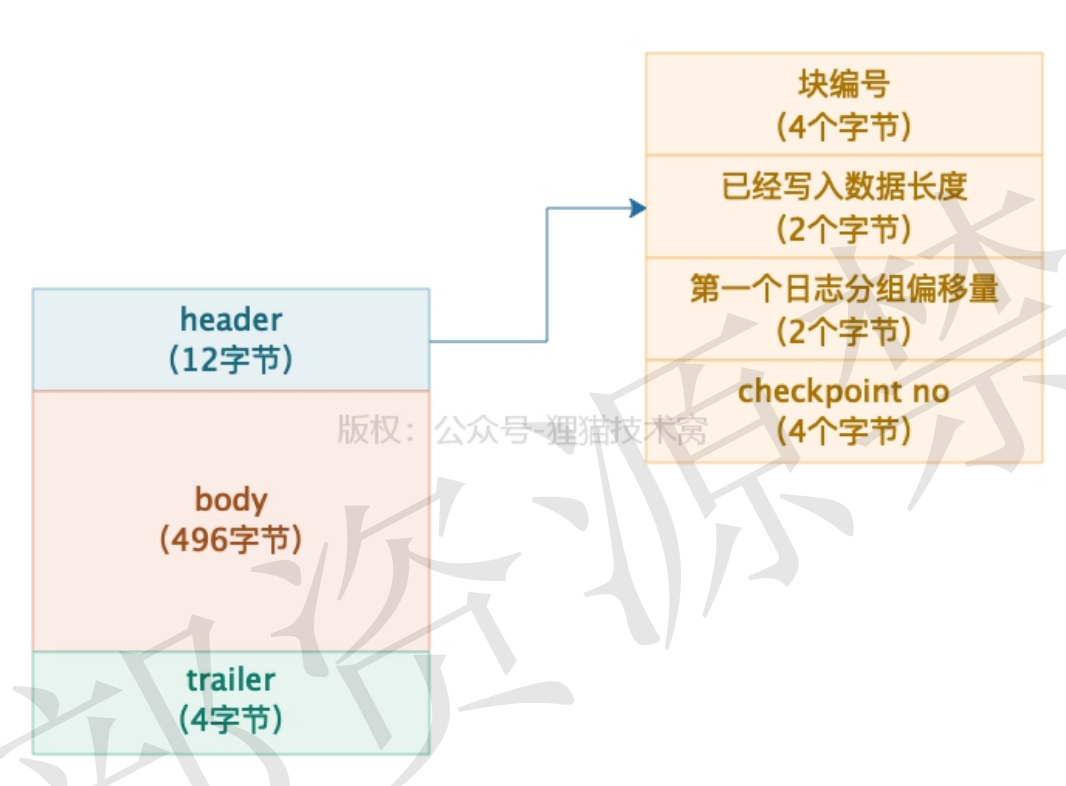 块编号
(4个字节)
已经写入数据长度
(2个字节)
第一个日志分组偏移量
(2个字节)
checkpoint no
(4个字节)
header
(12字节)
版权：公众号-狸猫技术窝
body
(496字节)
trailer
(4字节)
部资源禁